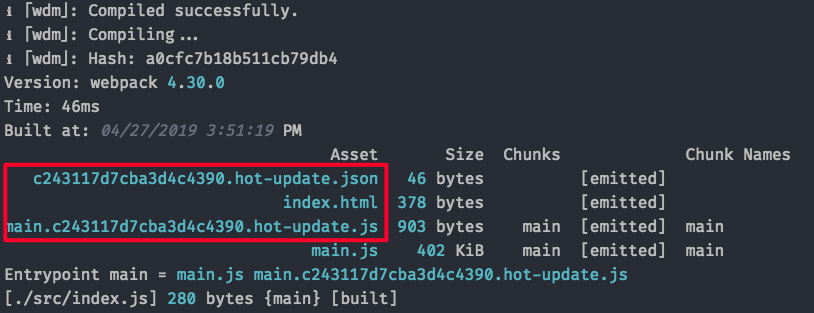 ℹ ｢wdm｣: Compiled successfully.
ℹ ｢wdm｣: Compiling...
ℹ ｢wdm｣: Hash: a0cfc7b18b511cb79db4
Version: webpack 4.30.0
Time: 46ms
Built at: 04/27/2019 3:51:19 PM
Asset Size Chunks Chunk Names
c243117d7cba3d4c4390.hot-update.json 46 bytes [emitted]
index.html 378 bytes [emitted]
main.c243117d7cba3d4c4390.hot-update.js 903 bytes main [emitted] main
main.js 402 KiB main [emitted] main
Entrypoint main = main.js main.c243117d7cba3d4c4390.hot-update.js
[./src/index.js] 280 bytes {main} [built]